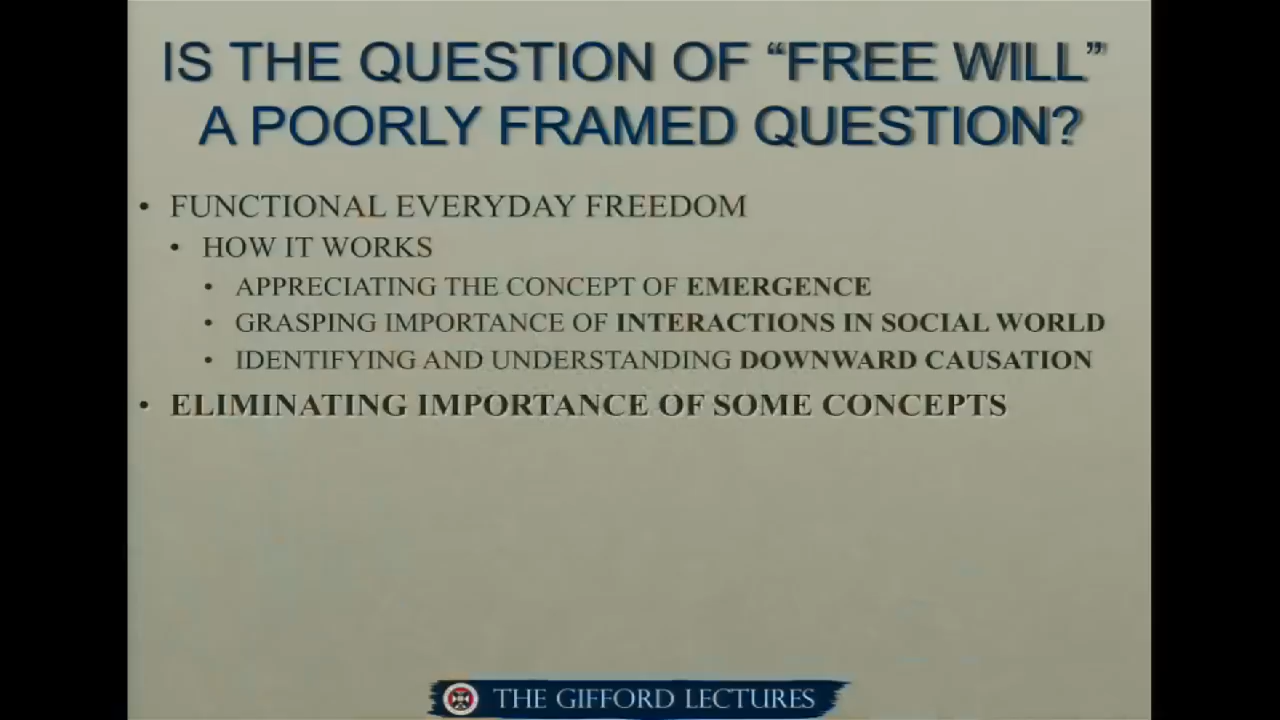 IS THE QUESTION OF “FREE WILL”
A POORLY FRAMED QUESTION?
• FUNCTIONAL EVERYDAY FREEDOM
• HOW IT WORKS
• APPRECIATING THE CONCEPT OF EMERGENCE
• GRASPING IMPORTANCE OF INTERACTIONS IN SOCIAL WORLD
• IDENTIFYING AND UNDERSTANDING DOWNWARD CAUSATION
• ELIMINATING IMPORTANCE OF SOME CONCEPTS
THE GIFFORD LECTURES